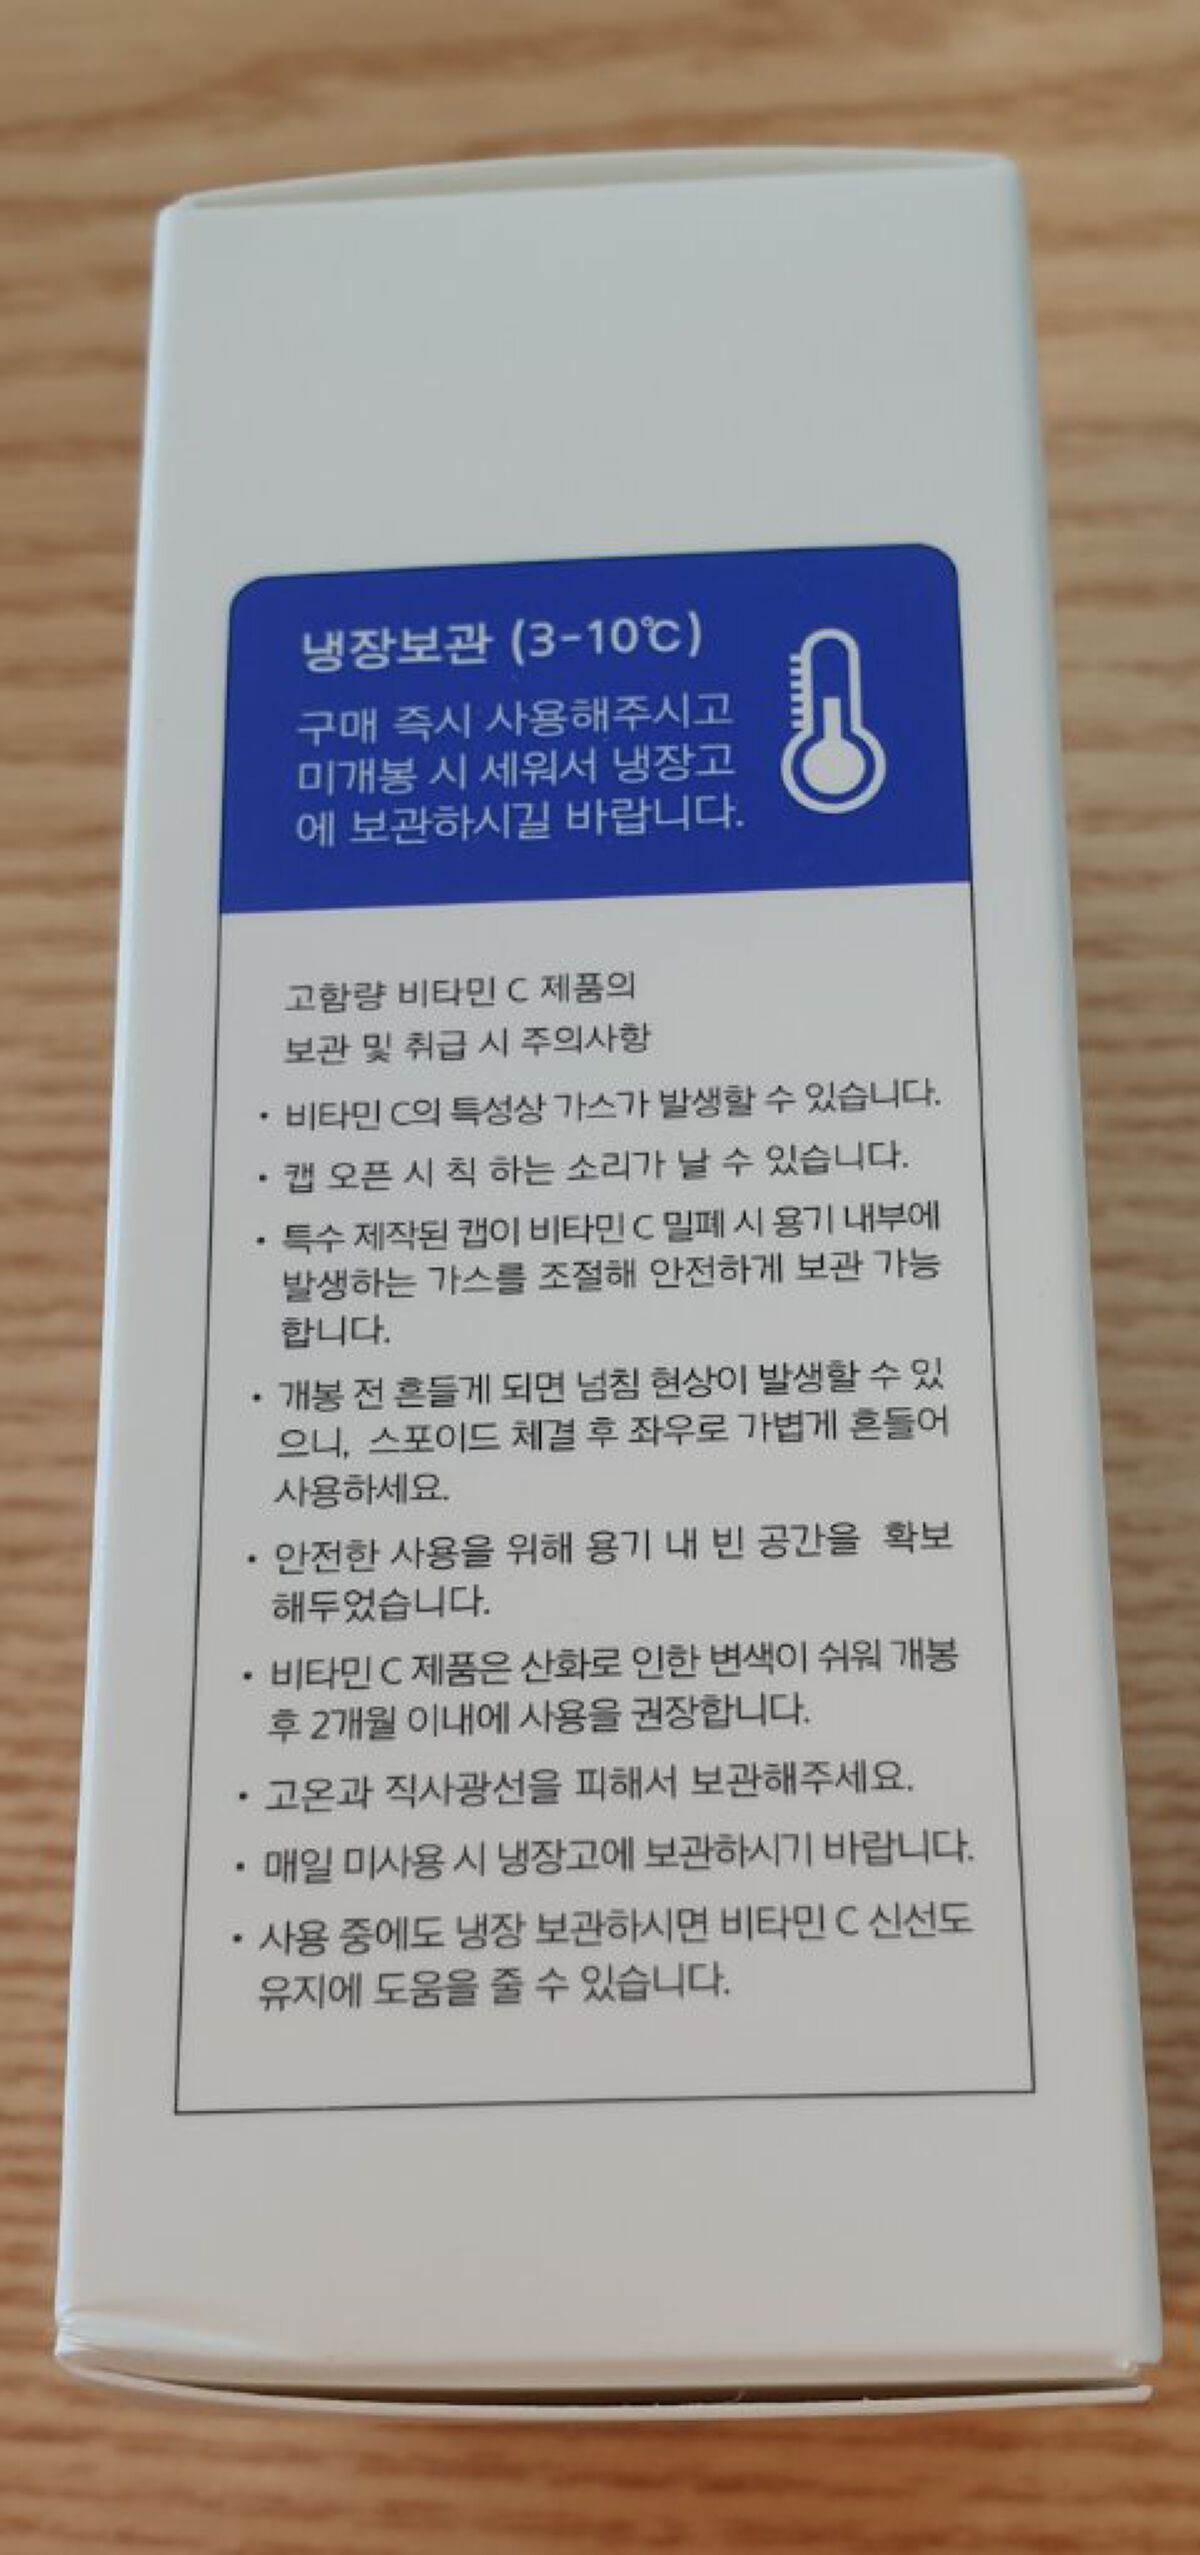 냉장보관 (3-10℃)
구매 즉시 사용해주시고
미개봉 시 세워서 냉장고
에 보관하시길 바랍니다.
고함량 비타민 C 제품의
보관 및 취급 시 주의사항
• 비타민 C의 특성상 가스가 발생할 수 있습니다.
• 캡 오픈 시 칙 하는 소리가 날 수 있습니다.
• 특수 제작된 캡이 비타민 C 밀폐 시 용기 내부에
발생하는 가스를 조절해 안전하게 보관 가능
합니다.
• 개봉 전 흔들게 되면 넘침 현상이 발생할 수 있
으니, 스포이드 체결 후 좌우로 가볍게 흔들어
사용하세요.
• 안전한 사용을 위해 용기 내 빈 공간을 확보
해두었습니다.
• 비타민 C 제품은 산화로 인한 변색이 쉬워 개봉
후 2개월 이내에 사용을 권장합니다.
• 고온과 직사광선을 피해서 보관해주세요.
• 매일 미사용 시 냉장고에 보관하시기 바랍니다.
• 사용 중에도 냉장 보관하시면 비타민 C 신선도
유지에 도움을 줄 수 있습니다.